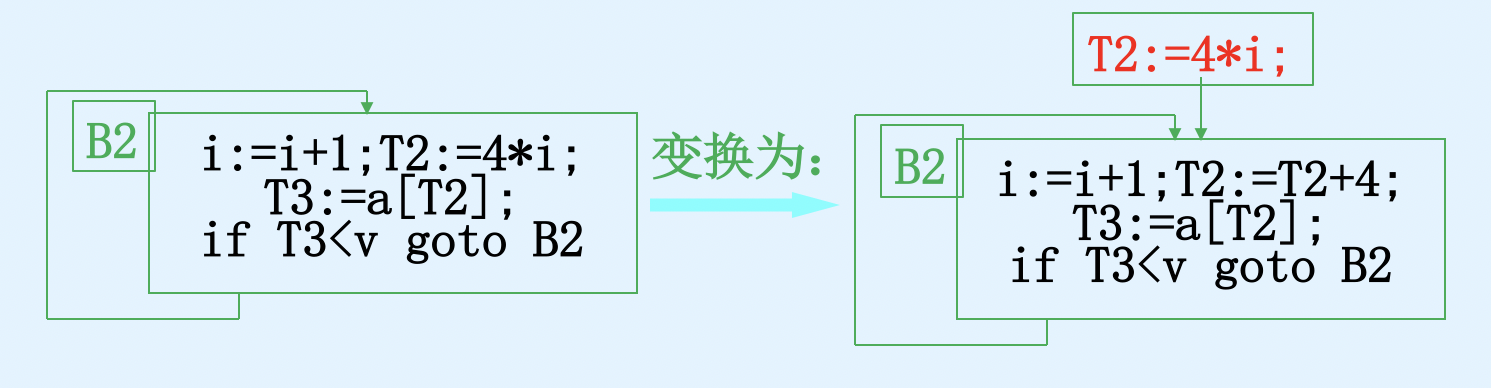 B2
i:=i+1;T2:=4*i;
T3:=a[T2];
if T3<v goto B2
变换为:
T2:=4*i;
B2
i:=i+1;T2:=T2+4;
T3:=a[T2];
if T3<v goto B2